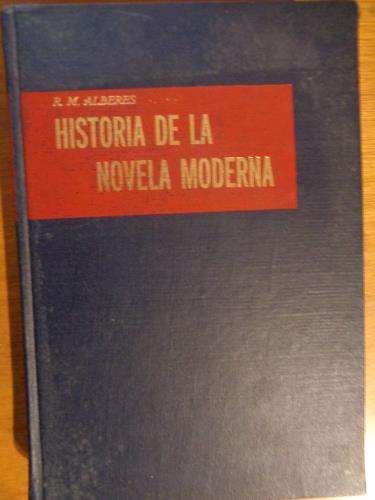 R. M. ALBERES
HISTORIA DE LA
NOVELA MODERNA